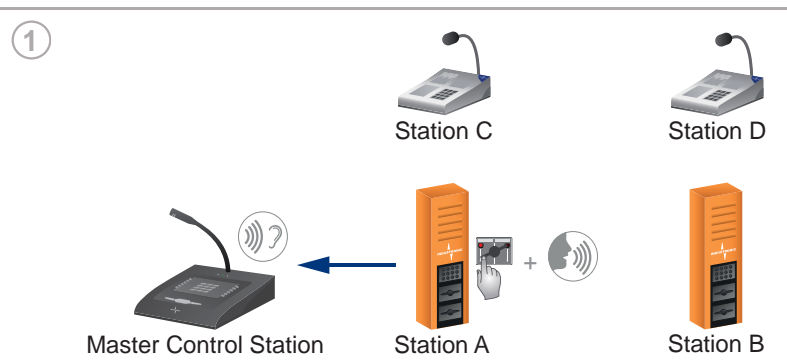 1
Station C
Station D
+
Master Control Station
Station A
Station B